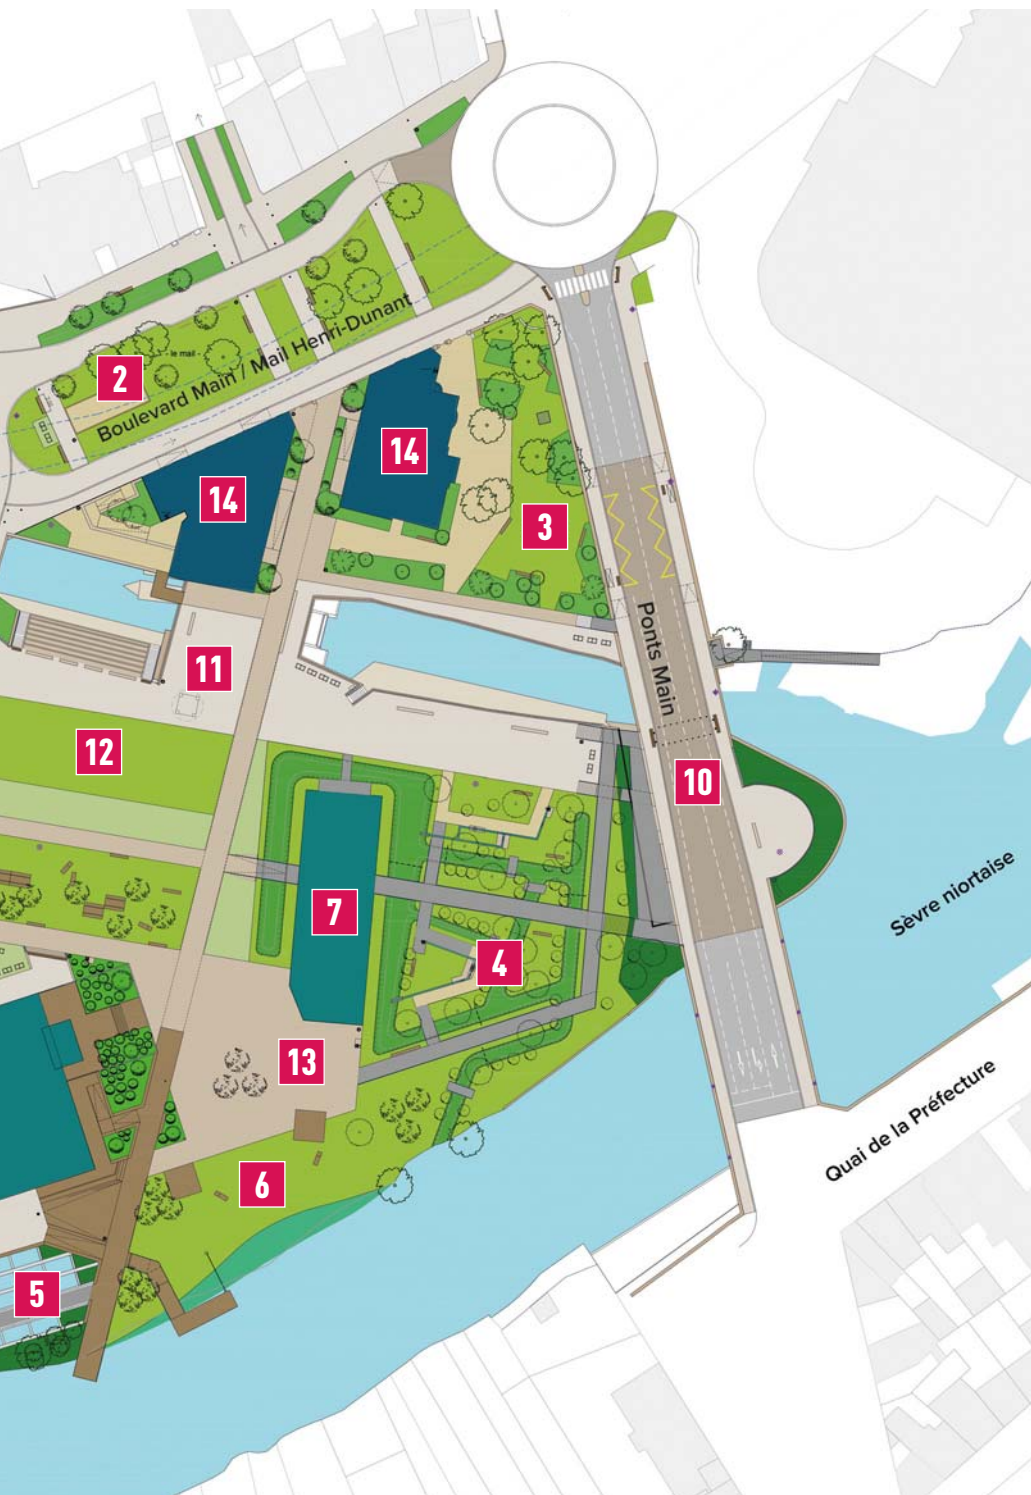 - le mail -
Boulevard Main / Mail Henri-Dunant
2
14
14
3
Ponts Main
11
12
10
7
4
Sèvre niortaise
13
Quai de la Préfecture
6
5